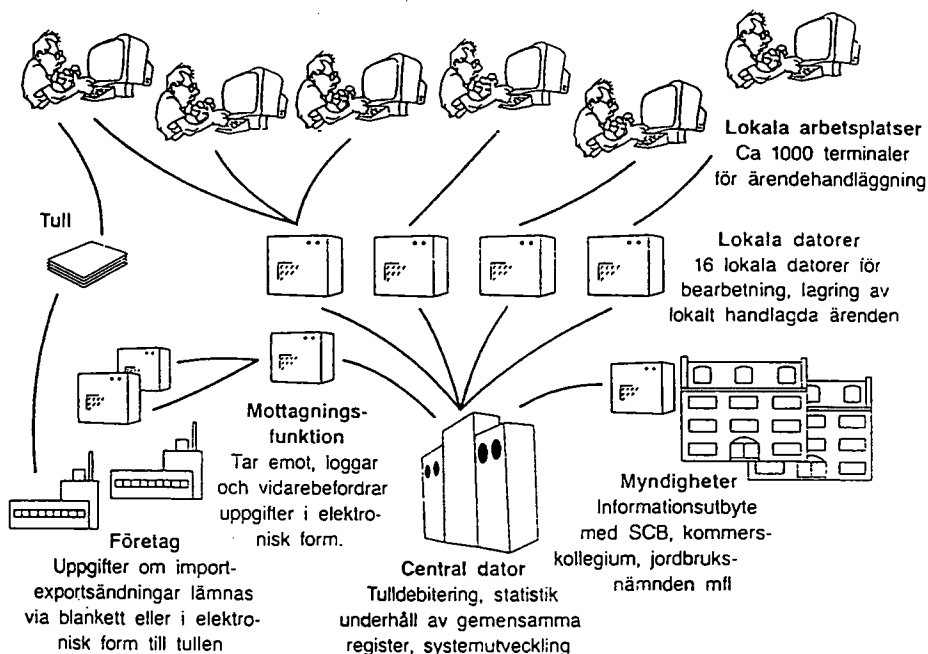 Lokala arbetsplatser
Ca 1000 terminaler
för ärendehandläggning
Tull
Lokala datorer
16 lokala datorer för
bearbetning, lagring av
lokalt handlagda ärenden
Mottagnings-
funktion
Tar emot, loggar
och vidarebefordrar
uppgifter i elektro-
nisk form.
Myndigheter
Informationsutbyte
med SCB, kommers-
kollegium, jordbruks-
nämnden mfl
Företag
Uppgifter om import-
exportsändningar lämnas
via blankett eller i elektro-
nisk form till tullen
Central dator
Tulldebitering, statistik
underhåll av gemensamma
register, systemutveckling